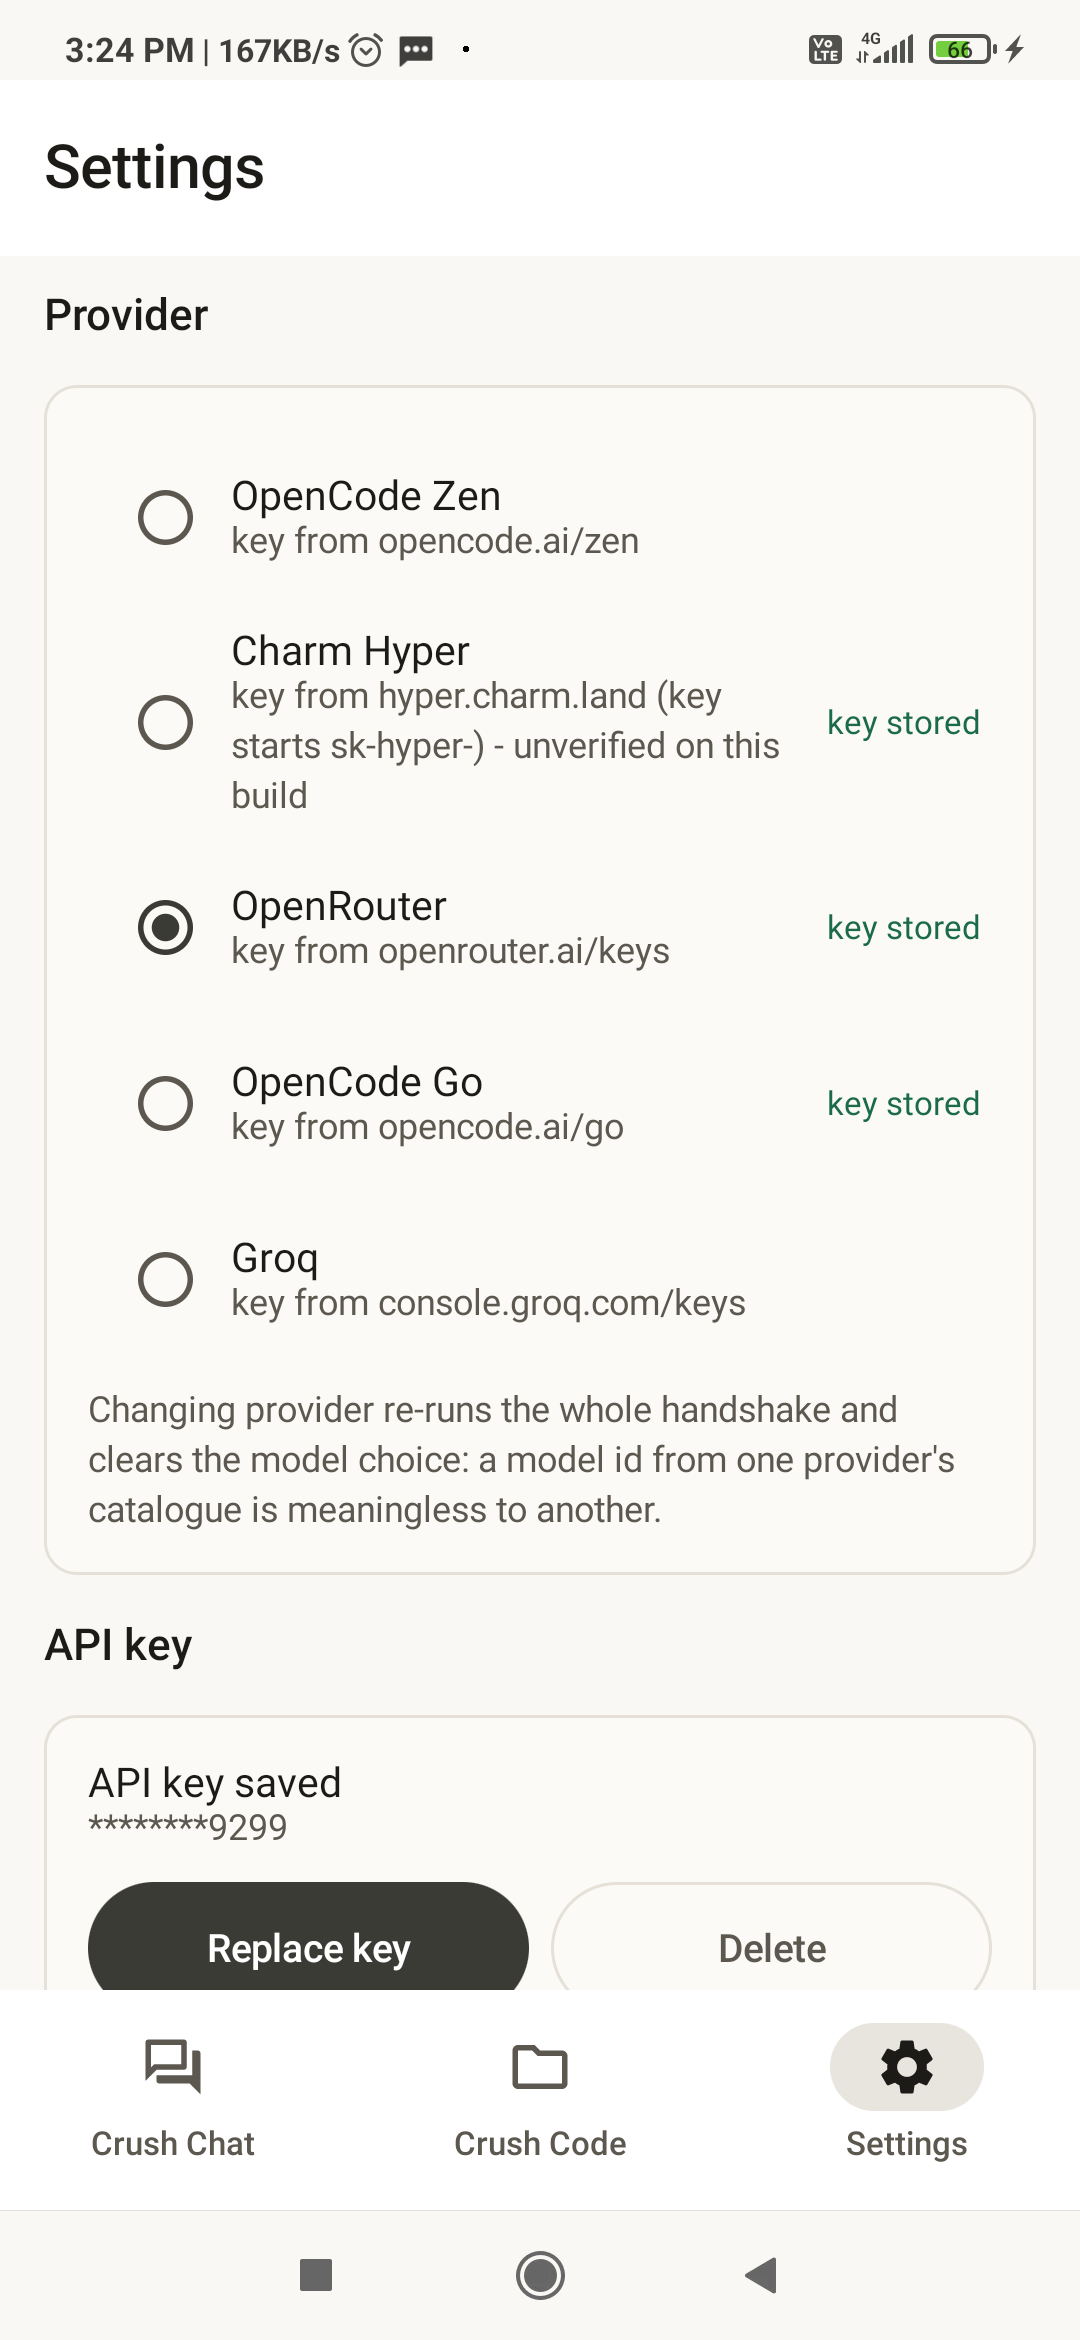 3:24 PM | 167KB/s
Vo LTE 4G 66
Settings
Provider
OpenCode Zen
key from opencode.ai/zen
Charm Hyper
key from hyper.charm.land (key
starts sk-hyper-) - unverified on this
build
key stored
OpenRouter
key from openrouter.ai/keys
key stored
OpenCode Go
key from opencode.ai/go
key stored
Groq
key from console.groq.com/keys
Changing provider re-runs the whole handshake and
clears the model choice: a model id from one provider's
catalogue is meaningless to another.
API key
API key saved
********9299
Replace key
Delete
Crush Chat
Crush Code
Settings